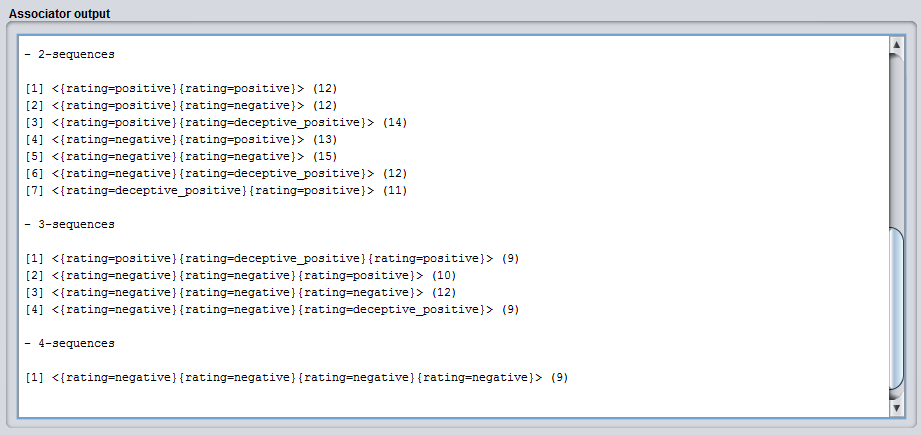 Associator output
- 2-sequences
[1] <{rating=positive}{rating=positive}> (12)
[2] <{rating=positive}{rating=negative}> (12)
[3] <{rating=positive}{rating=deceptive_positive}> (14)
[4] <{rating=negative}{rating=positive}> (13)
[5] <{rating=negative}{rating=negative}> (15)
[6] <{rating=negative}{rating=deceptive_positive}> (12)
[7] <{rating=deceptive_positive}{rating=positive}> (11)
- 3-sequences
[1] <{rating=positive}{rating=deceptive_positive}{rating=positive}> (9)
[2] <{rating=negative}{rating=negative}{rating=positive}> (10)
[3] <{rating=negative}{rating=negative}{rating=negative}> (12)
[4] <{rating=negative}{rating=negative}{rating=deceptive_positive}> (9)
- 4-sequences
[1] <{rating=negative}{rating=negative}{rating=negative}{rating=negative}> (9)